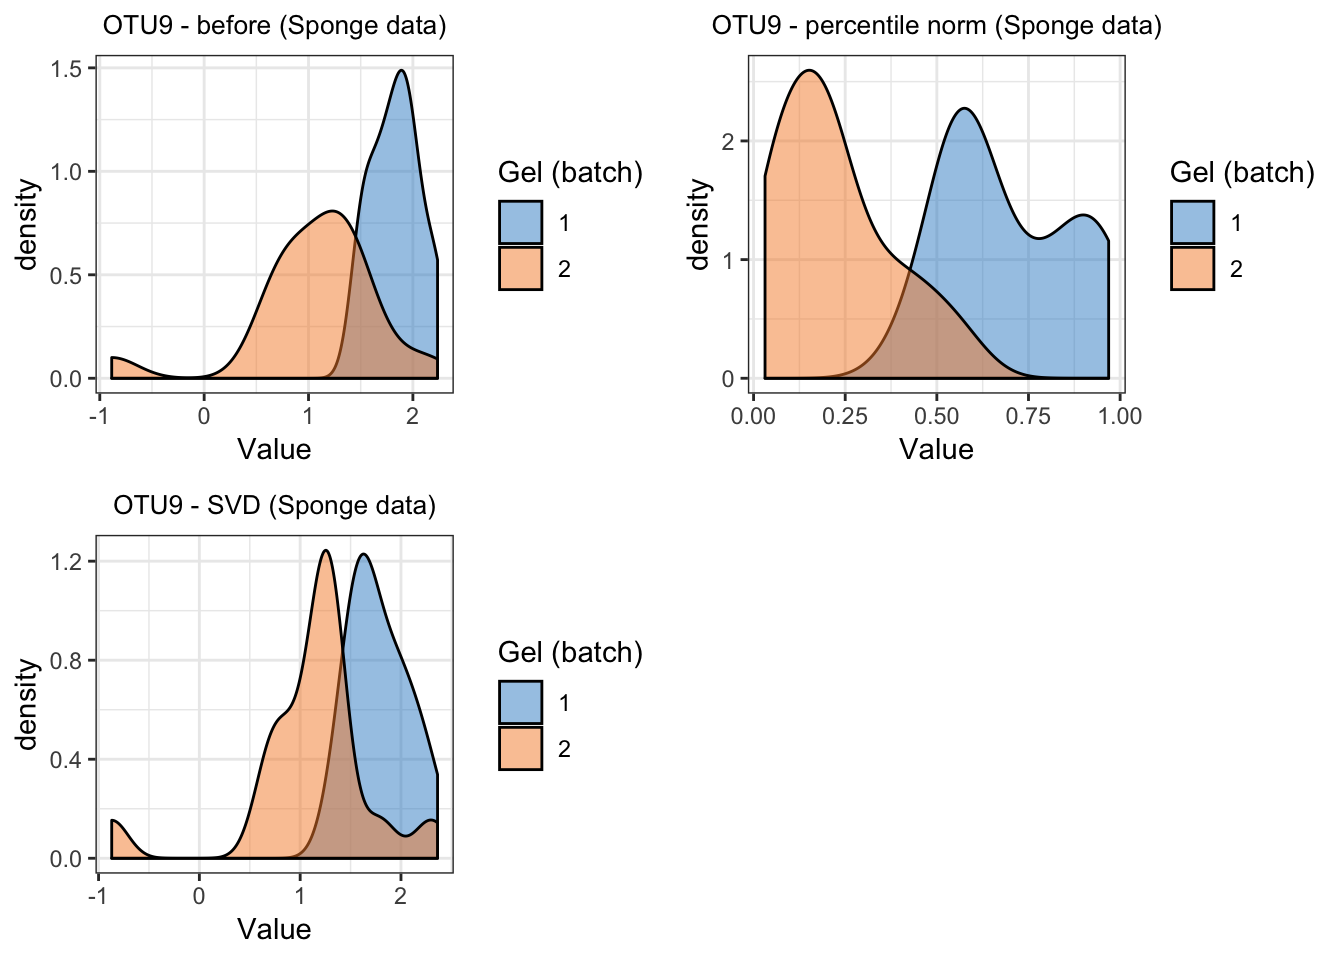 OTU9 - before (Sponge data)
1.5
1.0
0.5
0.0
density
-1 0 1 2
Value
Gel (batch)
1
2
OTU9 - percentile norm (Sponge data)
2
1
0
density
0.00 0.25 0.50 0.75 1.00
Value
Gel (batch)
1
2
OTU9 - SVD (Sponge data)
1.2
0.8
0.4
0.0
density
-1 0 1 2
Value
Gel (batch)
1
2